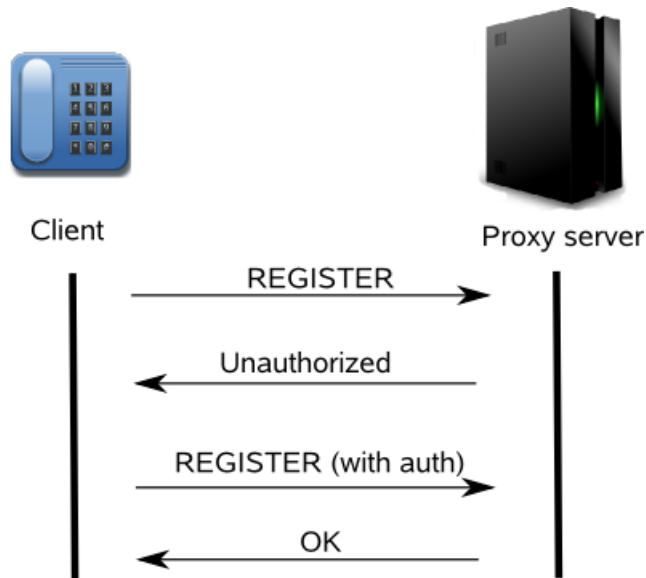 Client
Proxy server
REGISTER
Unauthorized
REGISTER (with auth)
OK